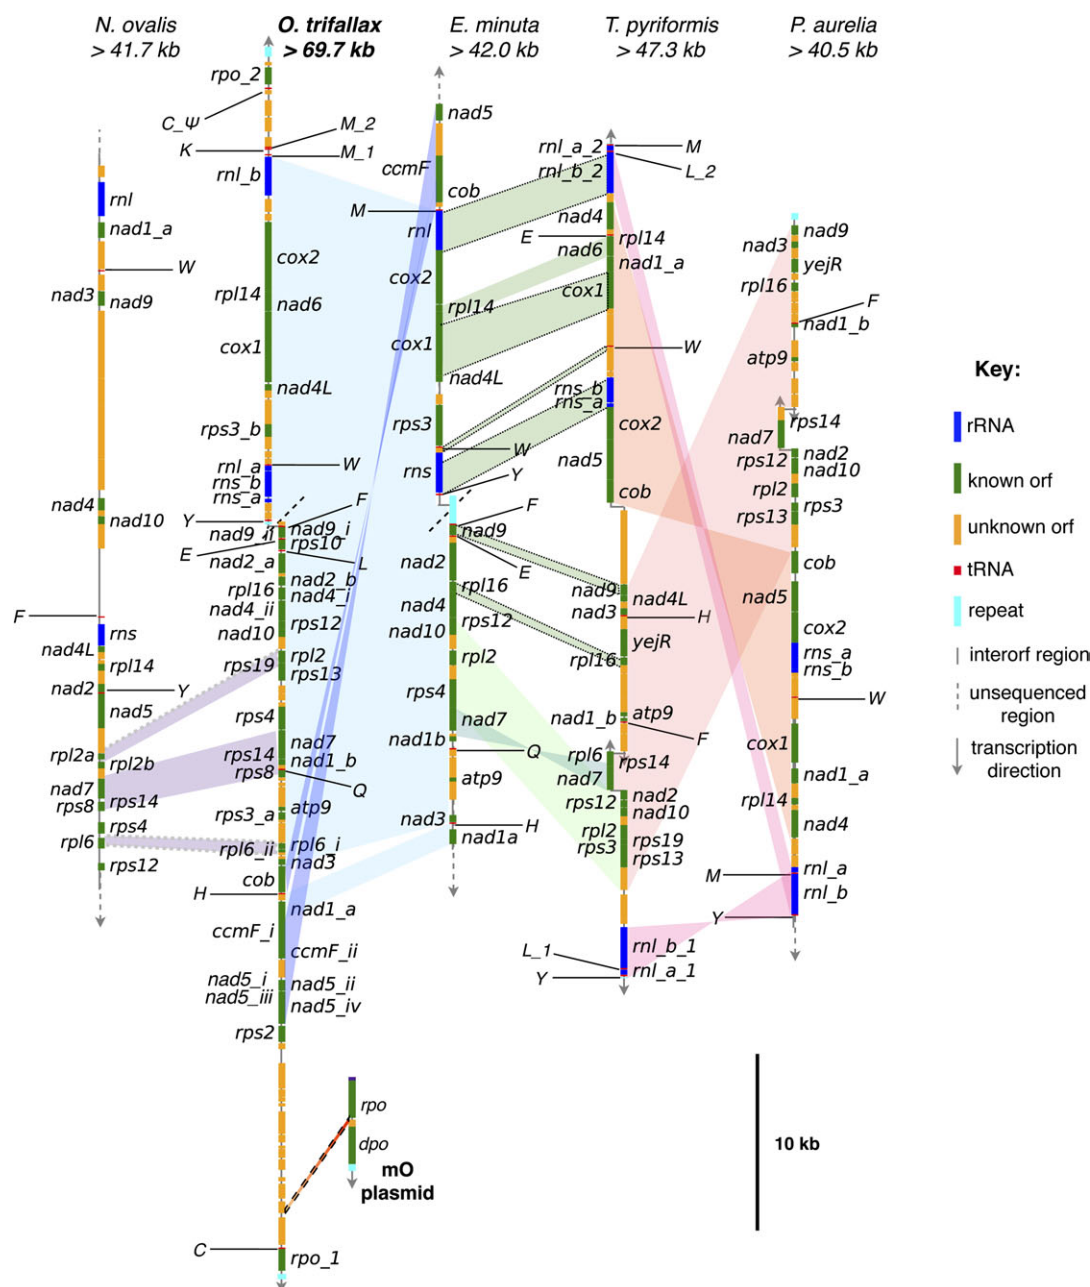 N. ovalis
> 41.7 kb
O. trifallax
> 69.7 kb
E. minuta
> 42.0 kb
T. pyriformis
> 47.3 kb
P. aurelia
> 40.5 kb
rnl
nad1_a
W
nad3
nad9
nad4
nad10
F
rns
nad4L
rpl14
nad2
Y
nad5
rpl2a
rpl2b
nad7
rps14
rps8
rps4
rpl6
rps12
rpo_2
C_Ψ
M_2
K
M_1
rnl_b
cox2
rpl14
nad6
cox1
nad4L
rps3_b
rnl_a
W
rns_b
rns_a
Y
F
nad9_ii
nad9_i
rps10
E
L
nad2_a
nad2_b
rpl16
nad4_i
nad4_ii
rps12
nad10
rpl2
rps19
rps13
rps4
nad7
rps14
nad1_b
rps8
Q
atp9
rps3_a
rpl6_i
rpl6_ii
nad3
cob
H
nad1_a
ccmF_i
ccmF_ii
nad5_i
nad5_ii
nad5_iii
nad5_iv
rps2
C
rpo_1
rpo
dpo
mO
plasmid
nad5
ccmF
cob
M
rnl
cox2
rpl14
cox1
nad4L
rps3
W
rns
Y
F
nad9
E
nad2
rpl16
nad4
rps12
nad10
rpl2
rps4
nad7
nad1b
Q
atp9
nad3
H
nad1a
rnl_a_2
M
rnl_b_2
L_2
nad4
E
rpl14
nad6
nad1_a
cox1
W
rns_b
rns_a
cox2
nad5
cob
nad9
nad4L
nad3
H
yejR
rpl16
atp9
nad1_b
F
rpl6
rps14
nad7
nad2
rps12
nad10
rpl2
rps19
rps3
rps13
rnl_b_1
L_1
rnl_a_1
Y
nad9
nad3
yejR
rpl16
F
nad1_b
atp9
rps14
nad7
nad2
rps12
nad10
rpl2
rps3
rps13
cob
nad5
cox2
rns_a
rns_b
W
cox1
nad1_a
rpl14
nad4
rnl_a
M
rnl_b
Y
Key:
rRNA
known orf
unknown orf
tRNA
repeat
interorf region
unsequenced
region
transcription
direction
10 kb